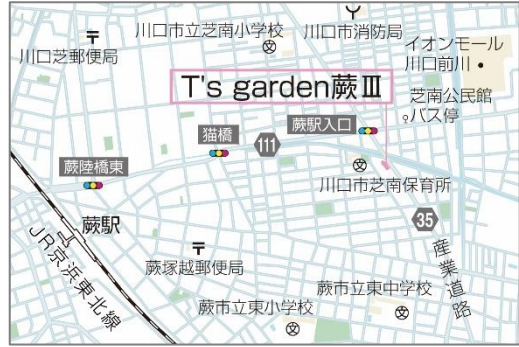 川口市立芝南小学校
川口市消防局
川口芝郵便局
イオンモール
川口前川
T's garden蕨Ⅲ
芝南公民館
バス停
蕨駅入口
猫橋
111
蕨陸橋東
川口市芝南保育所
35
蕨駅
産業道路
JR京浜東北線
蕨塚越郵便局
蕨市立東小学校
蕨市立東中学校